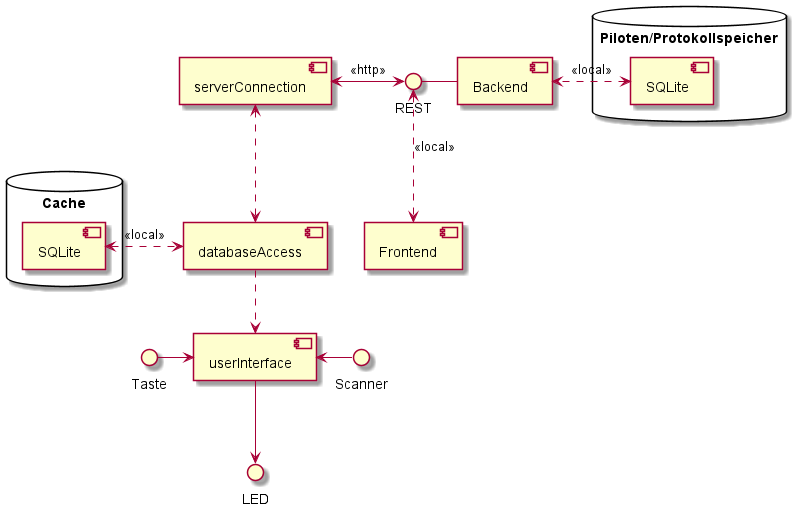 Piloten/Protokollspeicher
serverConnection
«http»
REST
Backend
«local»
SQLite
«local»
Cache
SQLite
«local»
databaseAccess
Frontend
Taste
userInterface
Scanner
LED